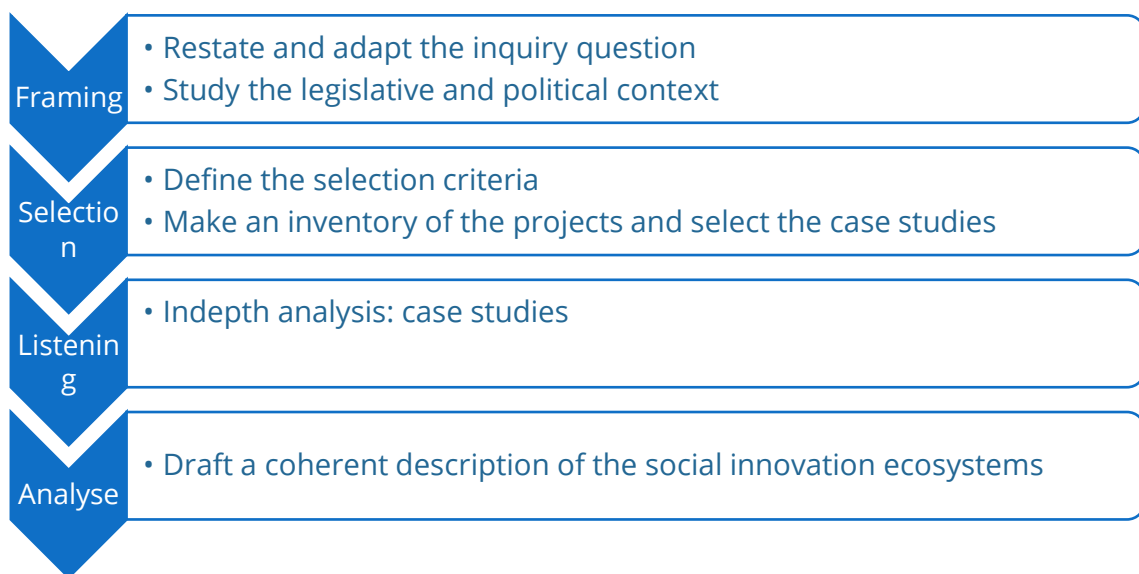 Framing
• Restate and adapt the inquiry question
• Study the legislative and political context
Selectio
n
• Define the selection criteria
• Make an inventory of the projects and select the case studies
Listenin
g
• Indepth analysis: case studies
Analyse
• Draft a coherent description of the social innovation ecosystems